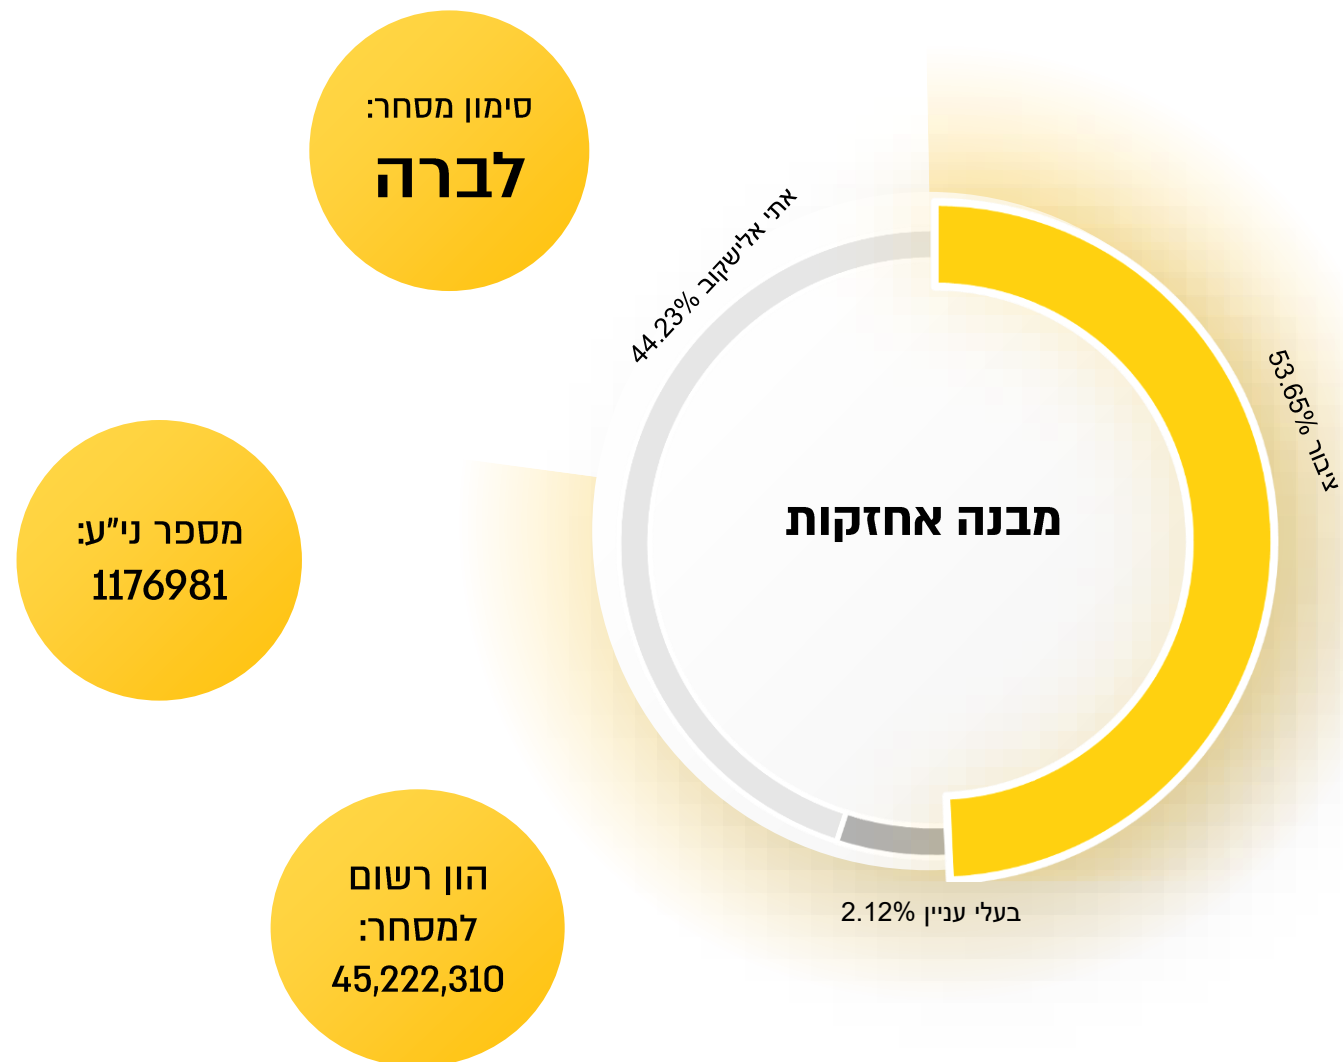 סימון מסחר:
לברה
אתי אלישקוב 44.23%
ציבור 53.65%
מבנה אחזקות
מספר ני"ע:
1176981
הון רשום
למסחר:
45,222,310
בעלי עניין 2.12%